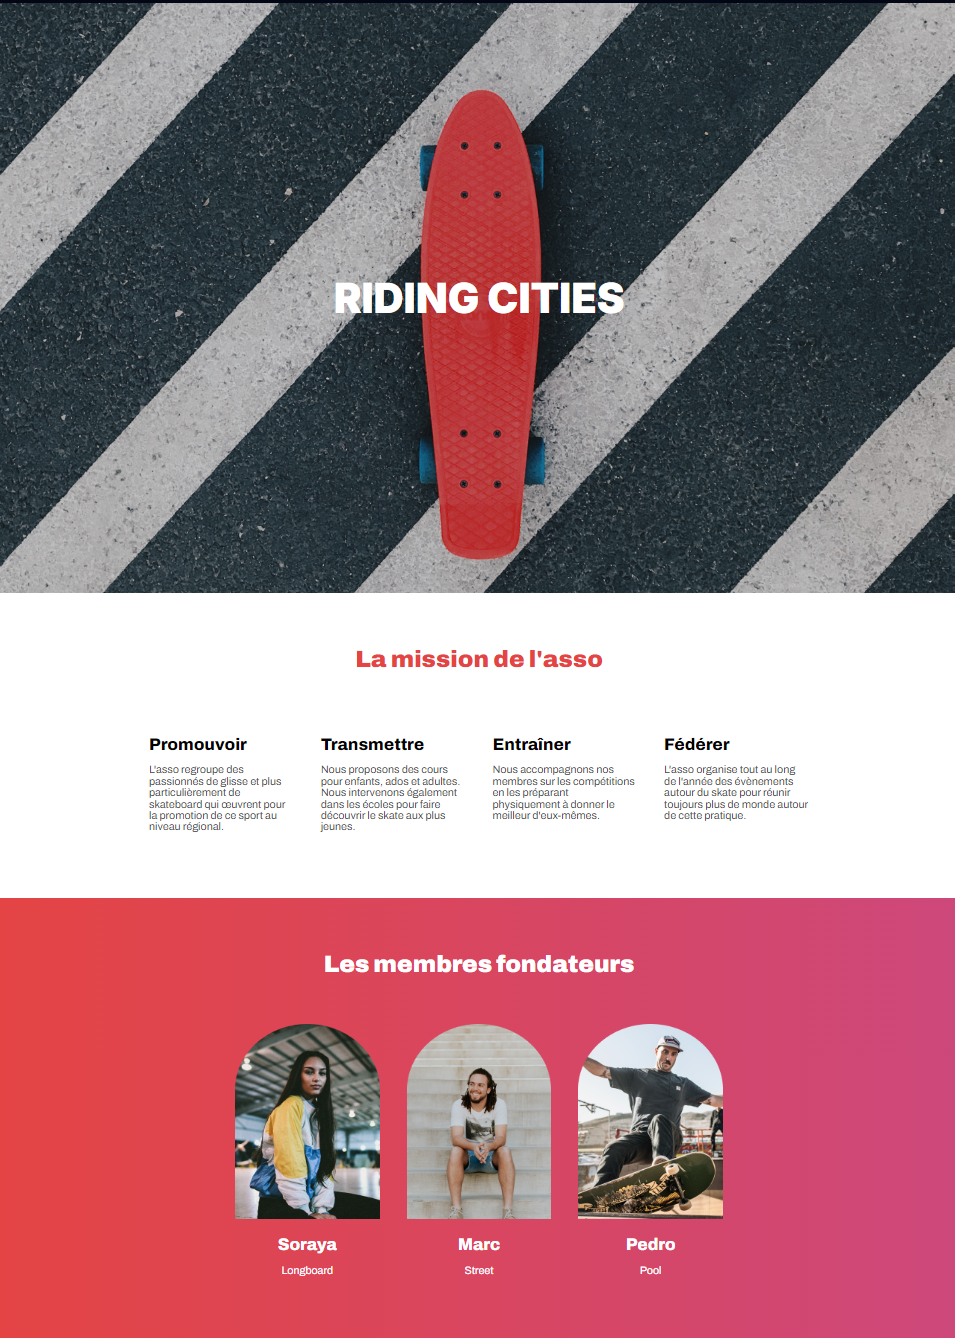 RIDING CITIES
La mission de l'asso
Promouvoir
L'asso regroupe des
passionnés de glisse et plus
particulièrement de
skateboard qui œuvrent pour
la promotion de ce sport au
niveau régional.
Transmettre
Nous proposons des cours
pour enfants, ados et adultes.
Nous intervenons également
dans les écoles pour faire
découvrir le skate aux plus
jeunes.
Entraîner
Nous accompagnons nos
membres sur les compétitions
en les préparant
physiquement à donner le
meilleur d'eux-mêmes.
Fédérer
L'asso organise tout au long
de l'année des évènements
autour du skate pour réunir
toujours plus de monde autour
de cette pratique.
Les membres fondateurs
Soraya
Longboard
Marc
Street
Pedro
Pool